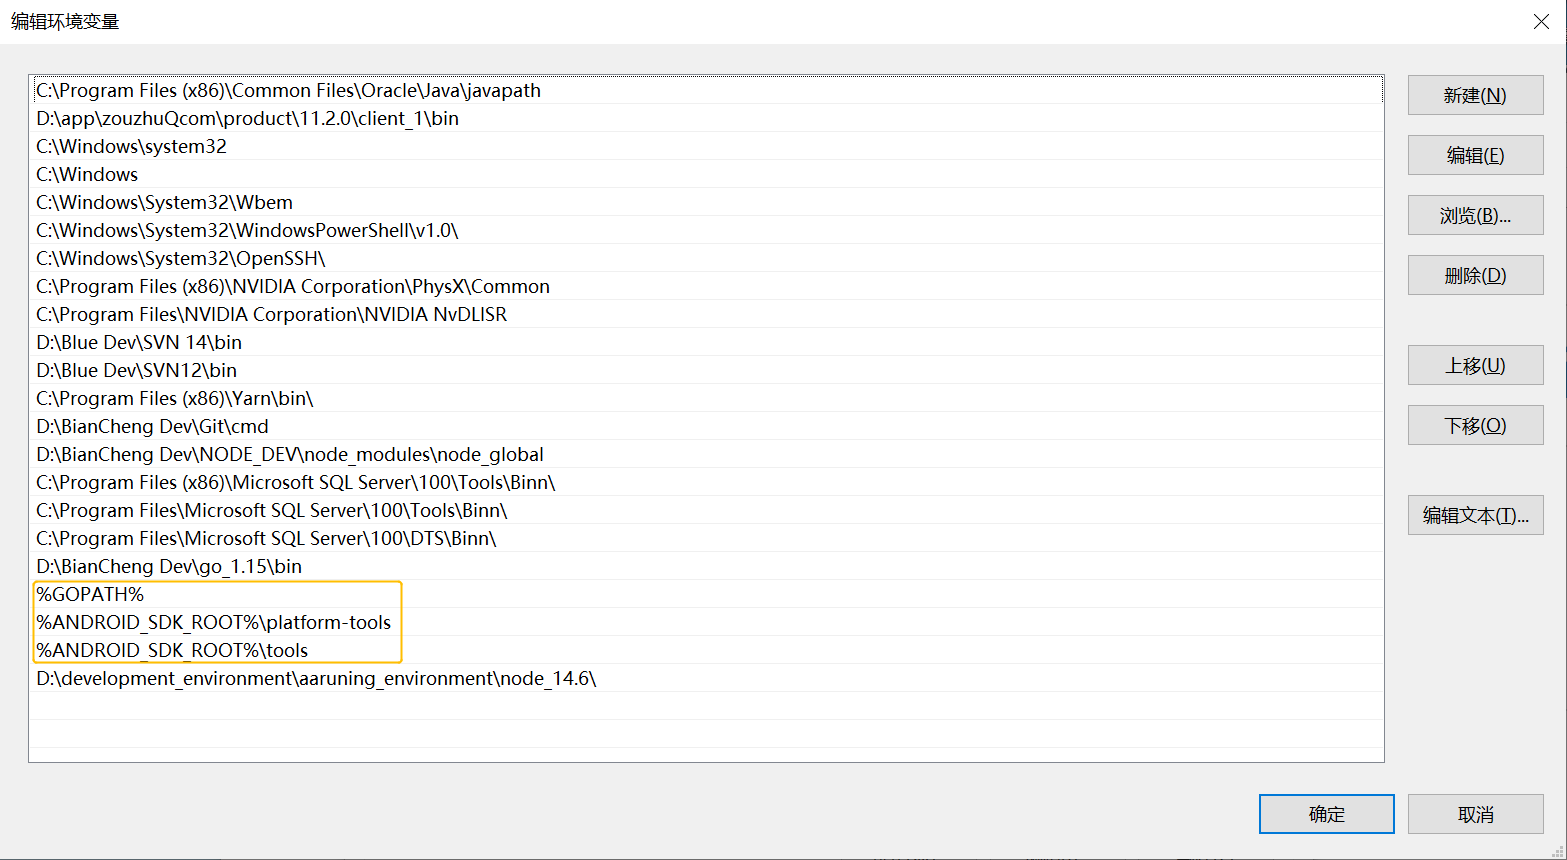 编辑环境变量
C:\Program Files (x86)\Common Files\Oracle\Java\javapath
D:\app\zouzhuQcom\product\11.2.0\client_1\bin
C:\Windows\system32
C:\Windows
C:\Windows\System32\Wbem
C:\Windows\System32\WindowsPowerShell\v1.0\
C:\Windows\System32\OpenSSH\
C:\Program Files (x86)\NVIDIA Corporation\PhysX\Common
C:\Program Files\NVIDIA Corporation\NVIDIA NvDLISR
D:\Blue Dev\SVN 14\bin
D:\Blue Dev\SVN12\bin
C:\Program Files (x86)\Yarn\bin\
D:\BianCheng Dev\Git\cmd
D:\BianCheng Dev\NODE_DEV\node_modules\node_global
C:\Program Files (x86)\Microsoft SQL Server\100\Tools\Binn\
C:\Program Files\Microsoft SQL Server\100\Tools\Binn\
C:\Program Files\Microsoft SQL Server\100\DTS\Binn\
D:\BianCheng Dev\go_1.15\bin
%GOPATH%
%ANDROID_SDK_ROOT%\platform-tools
%ANDROID_SDK_ROOT%\tools
D:\development_environment\aaruning_environment\node_14.6\
新建(N)
编辑(E)
浏览(B)...
删除(D)
上移(U)
下移(O)
编辑文本(T)...
确定
取消